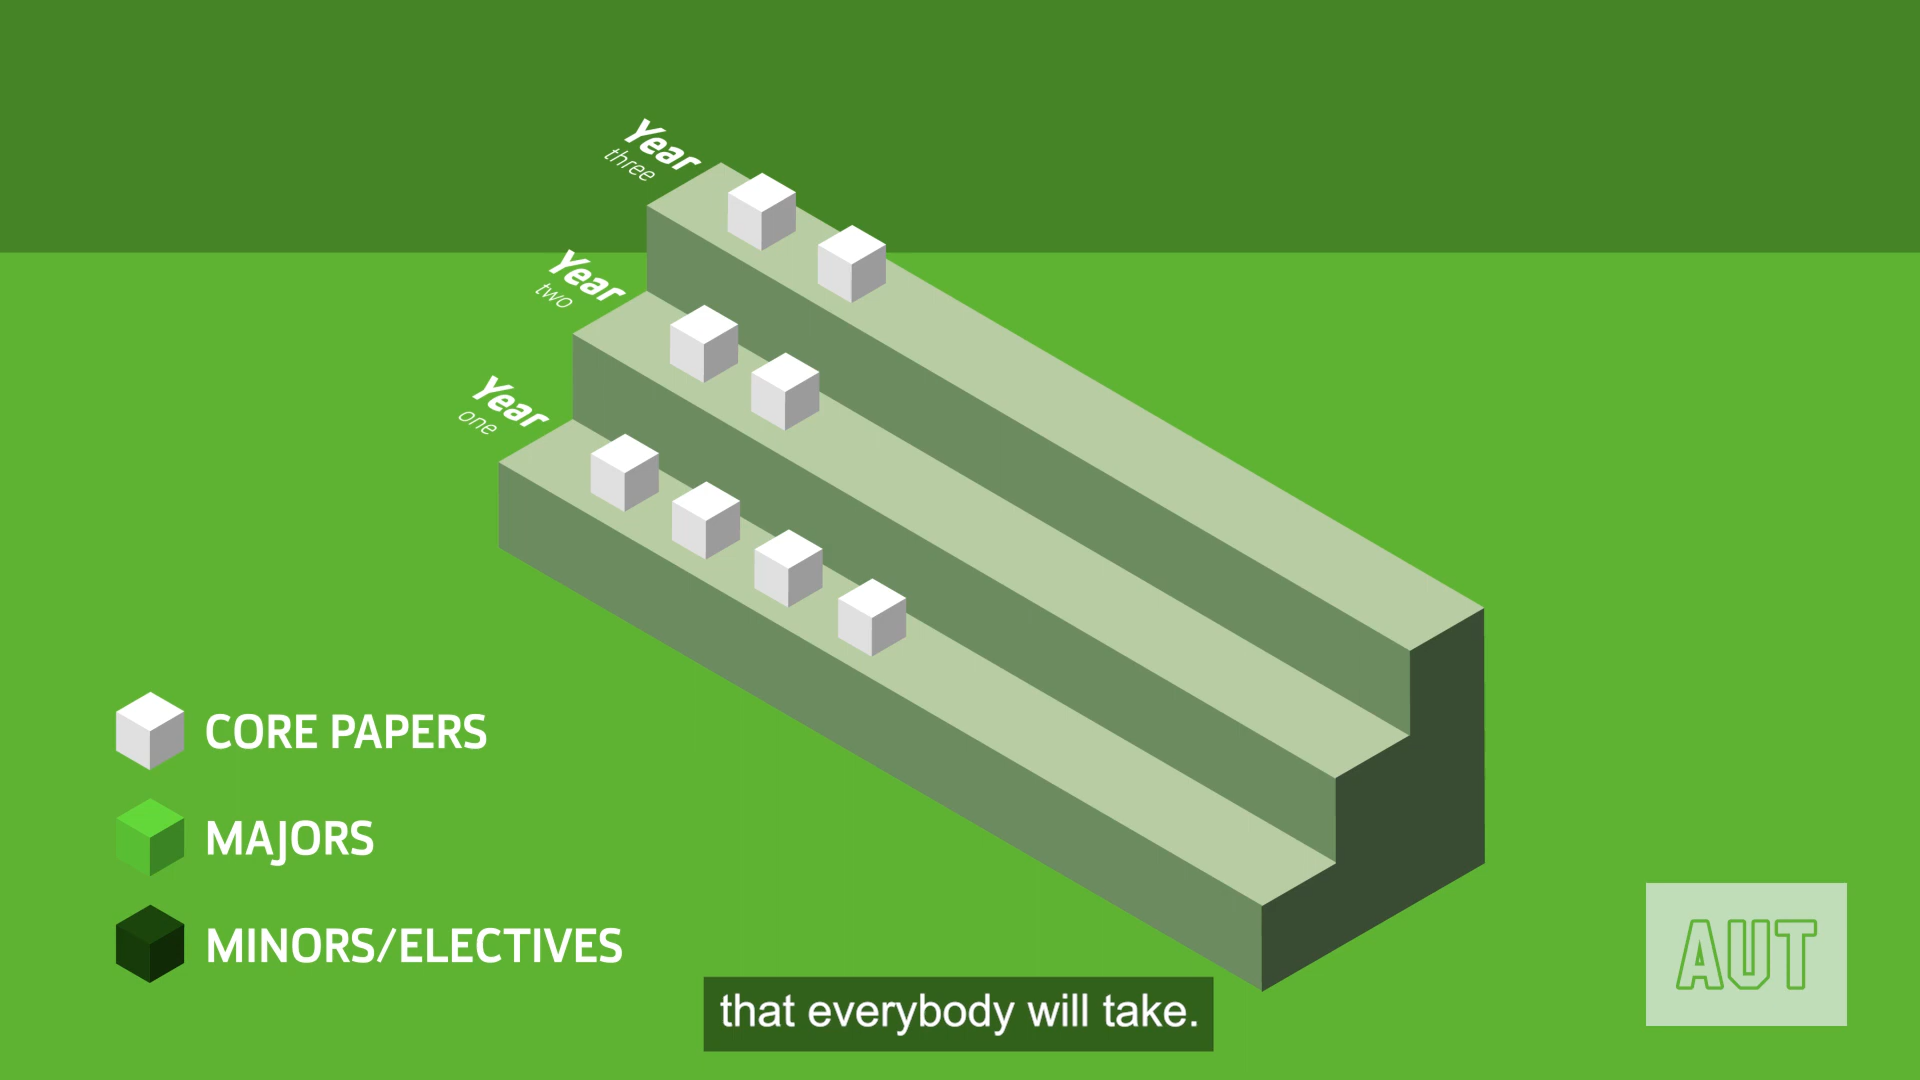 Year
three
Year
two
Year
one
CORE PAPERS
MAJORS
MINORS/ELECTIVES
that everybody will take.
AUT